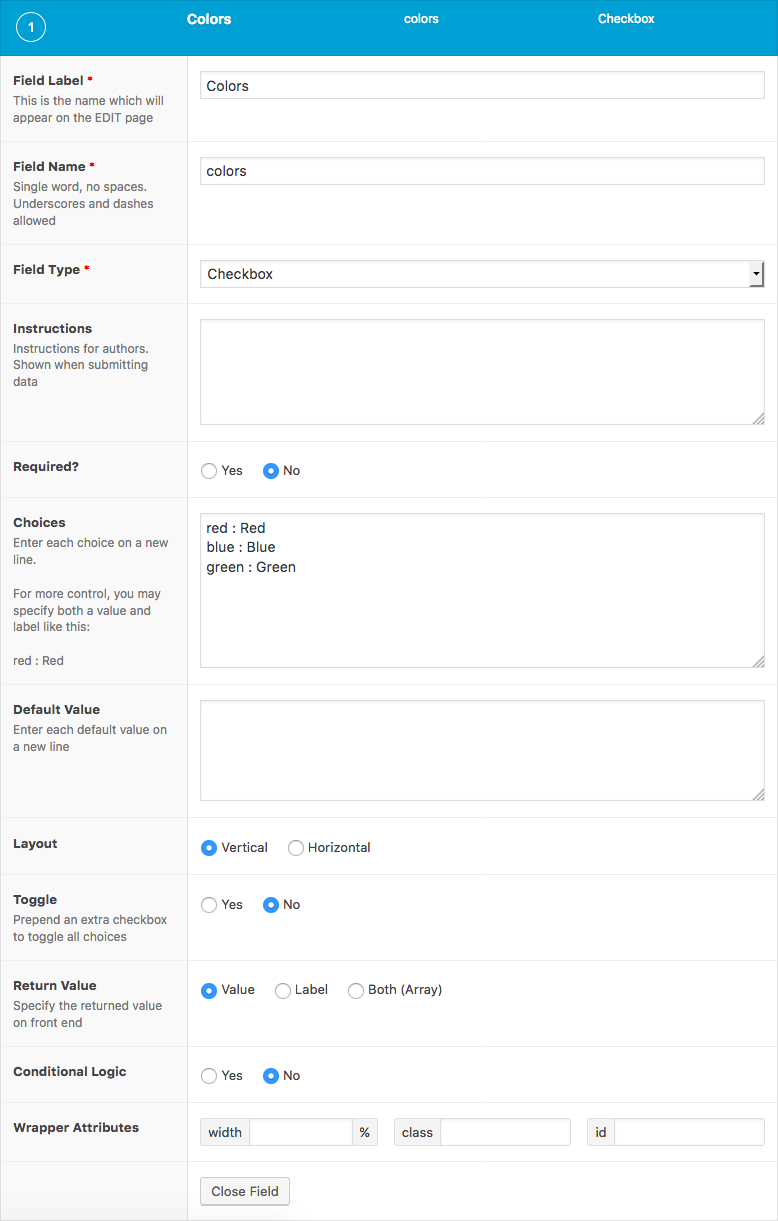 1 Colors colors Checkbox
Field Label *
This is the name which will
appear on the EDIT page
Colors
Field Name *
Single word, no spaces.
Underscores and dashes
allowed
colors
Field Type *
Checkbox
Instructions
Instructions for authors.
Shown when submitting
data
Required?
Yes No
Choices
Enter each choice on a new
line.
For more control, you may
specify both a value and
label like this:
red : Red
red : Red
blue : Blue
green : Green
Default Value
Enter each default value on
a new line
Layout
Vertical Horizontal
Toggle
Prepend an extra checkbox
to toggle all choices
Yes No
Return Value
Specify the returned value
on front end
Value Label Both (Array)
Conditional Logic
Yes No
Wrapper Attributes
width % class id
Close Field